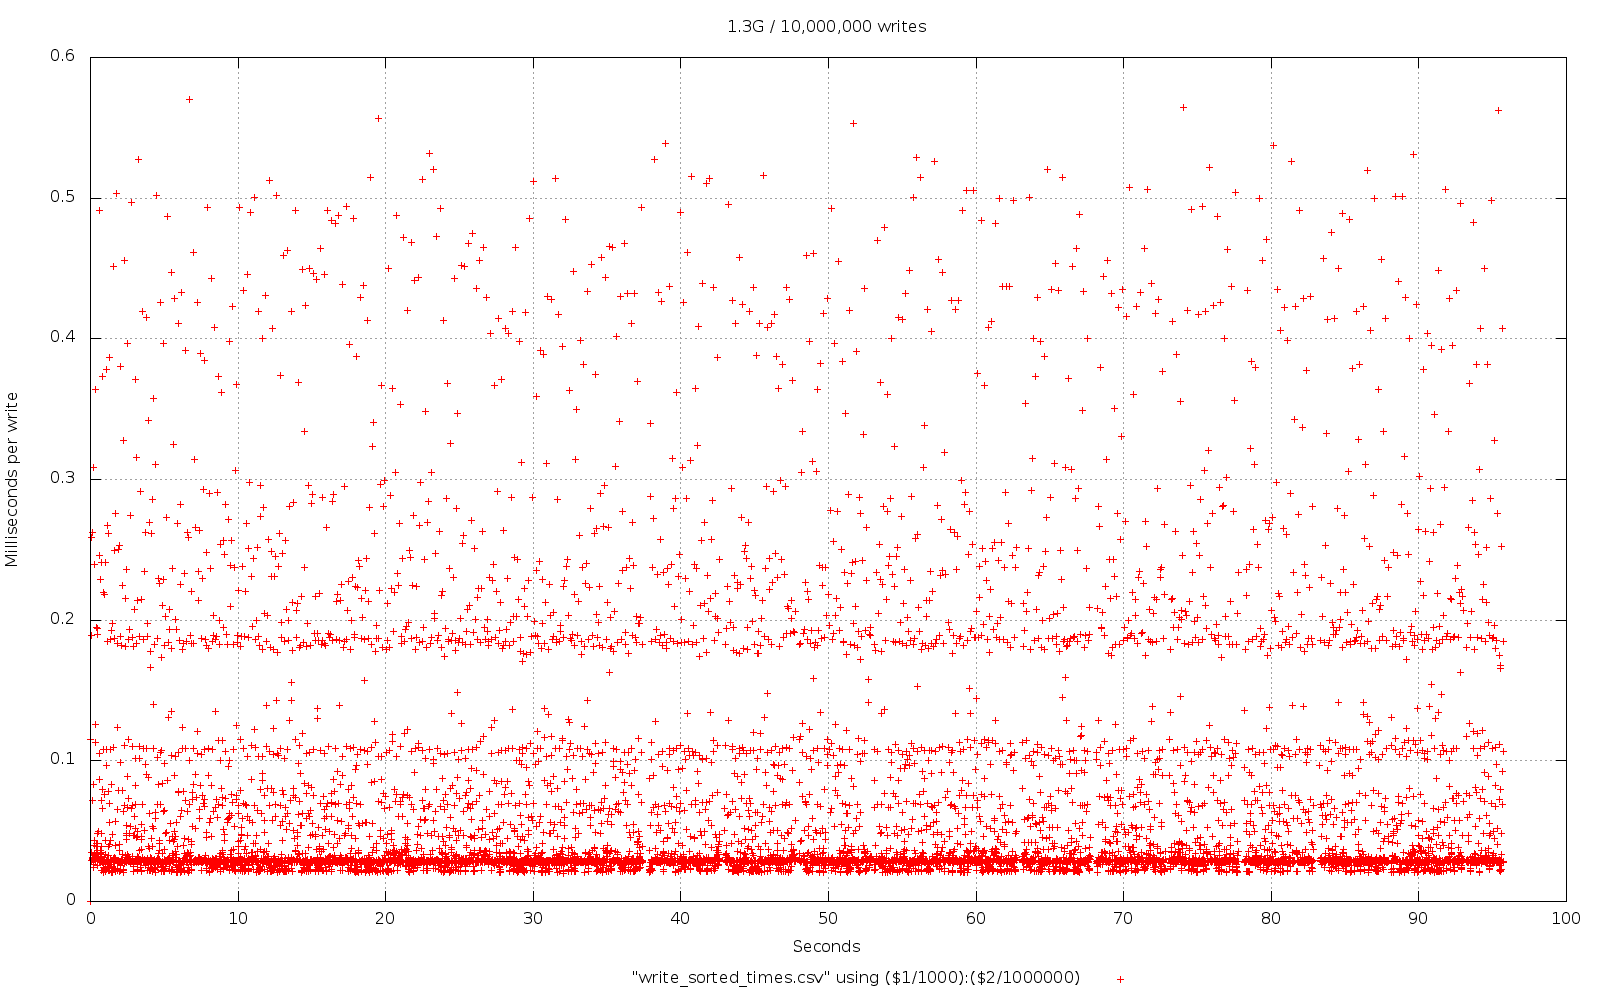 1.3G / 10,000,000 writes
0.6
0.5
0.4
0.3
0.2
0.1
0
Milliseconds per write
0 10 20 30 40 50 60 70 80 90 100
Seconds
"write_sorted_times.csv" using ($1/1000):($2/1000000)